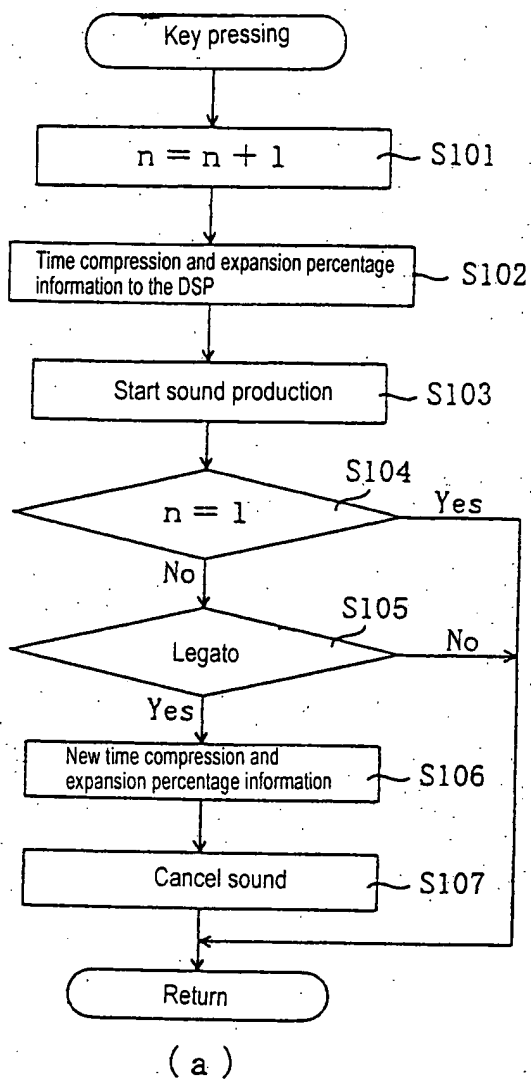 Key pressing
n = n + 1
S101
Time compression and expansion percentage
information to the DSP
S102
Start sound production
S103
S104
n = 1
Yes
No
S105
Legato
No
Yes
New time compression and
expansion percentage information
S106
Cancel sound
S107
Return
(a)